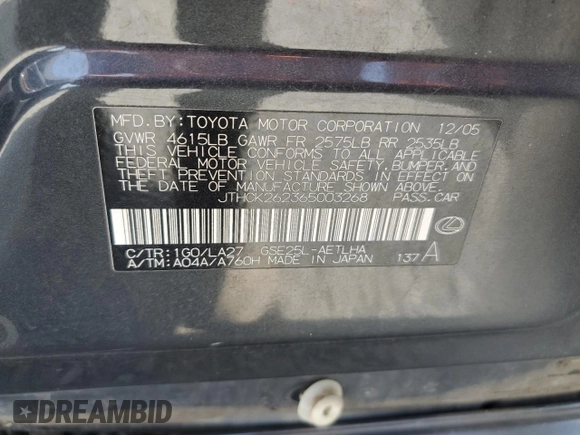 MFD. BY: TOYOTA MOTOR CORPORATION 12/05
GVWR 4615LB GAWR FR 2575LB RR 2535LB
THIS VEHICLE CONFORMS TO ALL APPLICABLE
FEDERAL MOTOR VEHICLE SAFETY, BUMPER, AND
THEFT PREVENTION STANDARDS IN EFFECT ON
THE DATE OF MANUFACTURE SHOWN ABOVE.
JTHCK262365003268 PASS. CAR
C/TR: 1G0/LA27 GSE25L-AETLHA
A/TM: A04A/A760H MADE IN JAPAN 137 A
DREAMBID